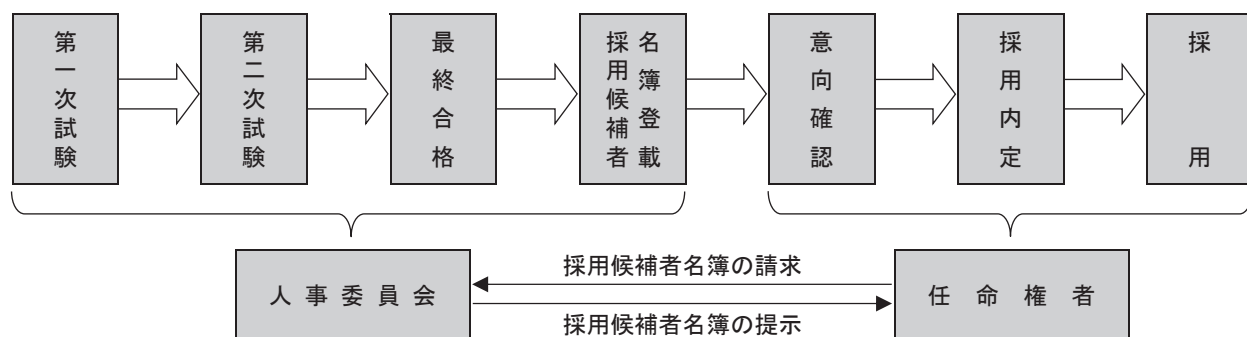 第一次試験
第二次試験
最終合格
採用候補者
名簿登載
意向確認
採用内定
採用
採用候補者名簿の請求
人事委員会
任命権者
採用候補者名簿の提示